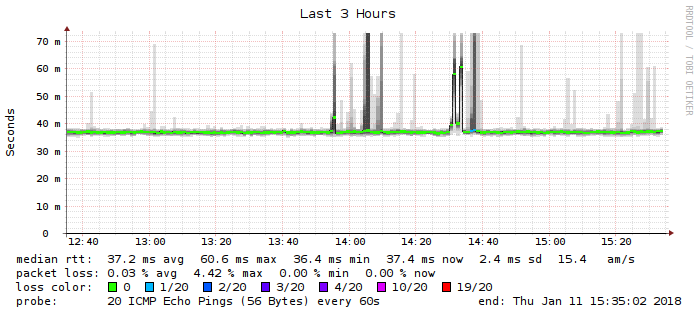 Last 3 Hours
RRDTOOL / TOBI OETIKER
Seconds
70 m
60 m
50 m
40 m
30 m
20 m
10 m
0
12:40 13:00 13:20 13:40 14:00 14:20 14:40 15:00 15:20
median rtt: 37.2 ms avg 60.6 ms max 36.4 ms min 37.4 ms now 2.4 ms sd 15.4 am/s
packet loss: 0.03 % avg 4.42 % max 0.00 % min 0.00 % now
loss color: 0 1/20 2/20 3/20 4/20 10/20 19/20
probe: 20 ICMP Echo Pings (56 Bytes) every 60s end: Thu Jan 11 15:35:02 2018